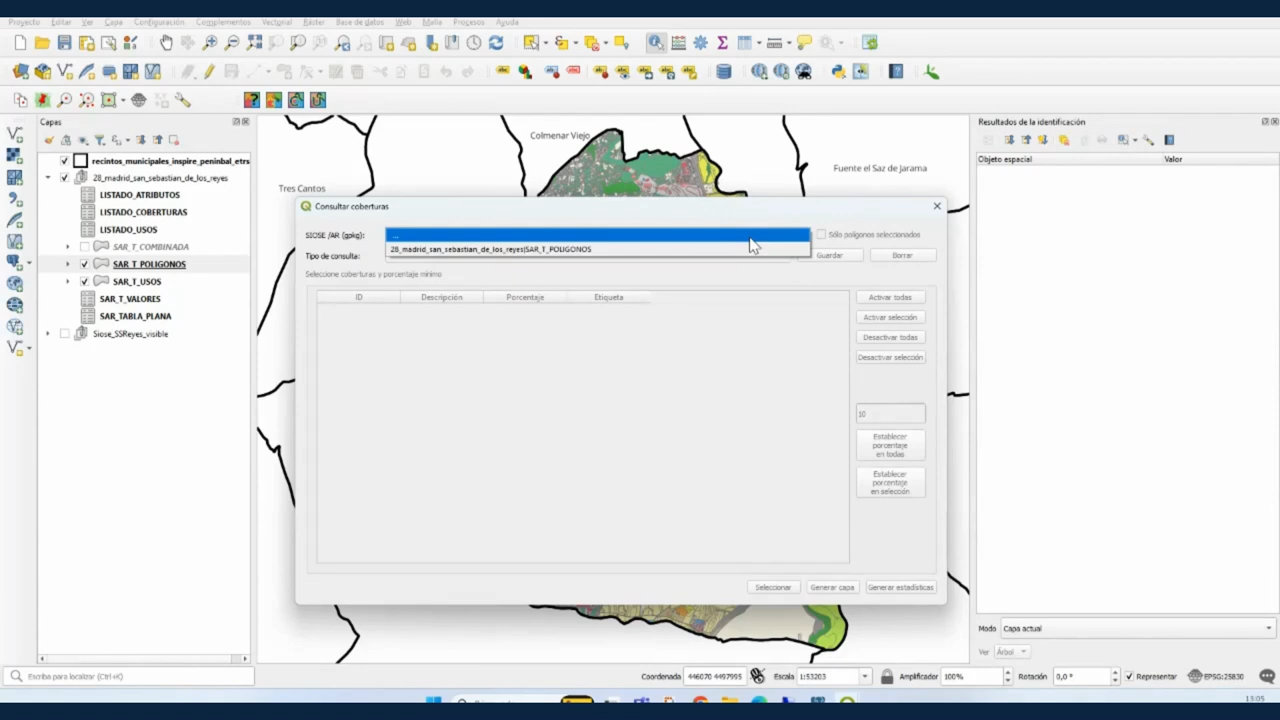 Proyecto Editar Ver Capa Configuración Complementos Vectorial Ráster Base de datos Web Malla Procesos Ayuda
Capas
recintos_municipales_inspire_peninbal_etrs
28_madrid_san_sebastian_de_los_reyes
LISTADO_ATRIBUTOS
LISTADO_COBERTURAS
LISTADO_USOS
SAR_T_COMBINADA
SAR_T_POLIGONOS
SAR_T_USOS
SAR_T_VALORES
SAR_TABLA_PLANA
Siose_SSReyes_visible
Colmenar Viejo
Tres Cantos
Fuente el Saz de Jarama
Consultar coberturas
SIOSE /AR (gpkg):
...
28_madrid_san_sebastian_de_los_reyes|SAR_T_POLIGONOS
Sólo polígonos seleccionados
Tipo de consulta:
Guardar
Borrar
Seleccione coberturas y porcentaje mínimo
ID Descripción Porcentaje Etiqueta
Activar todas
Activar selección
Desactivar todas
Desactivar selección
10
Establecer
porcentaje
en todas
Establecer
porcentaje
en selección
Seleccionar
Generar capa
Generar estadísticas
Resultados de la identificación
Objeto espacial Valor
Modo Capa actual
Ver Árbol
Escriba para localizar (Ctrl+K)
Coordenada 446070 4497995 Escala 1:53203 Amplificador 100% Rotación 0,0 ° Representar EPSG:25830
13:05